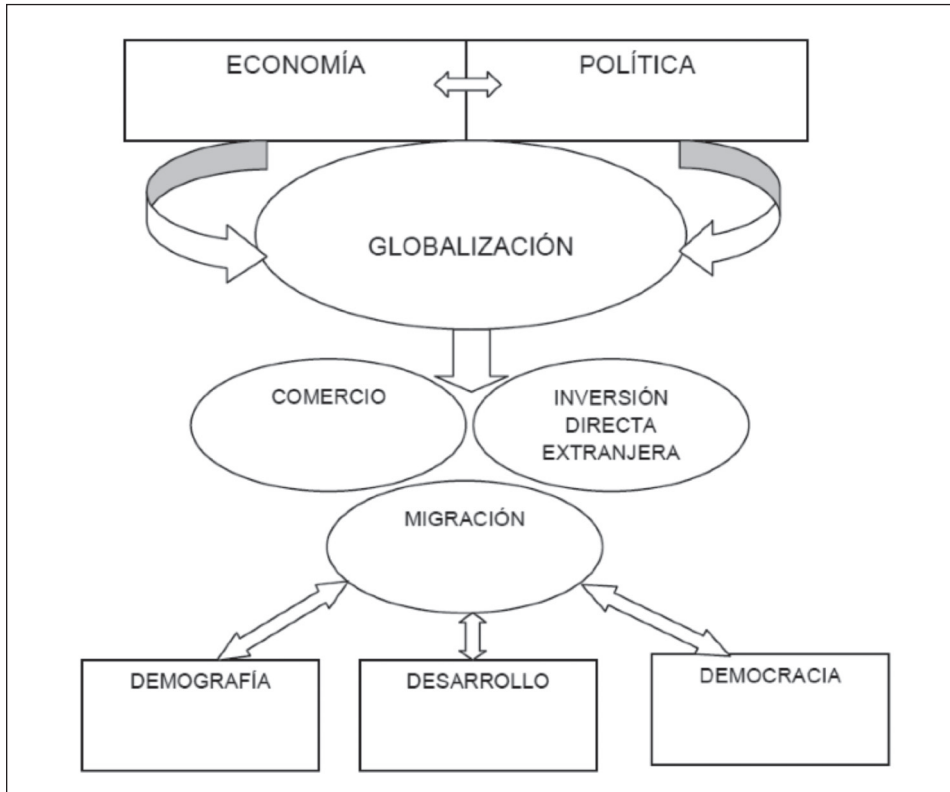 ECONOMÍA
POLÍTICA
GLOBALIZACIÓN
COMERCIO
INVERSIÓN
DIRECTA
EXTRANJERA
MIGRACIÓN
DEMOGRAFÍA
DESARROLLO
DEMOCRACIA